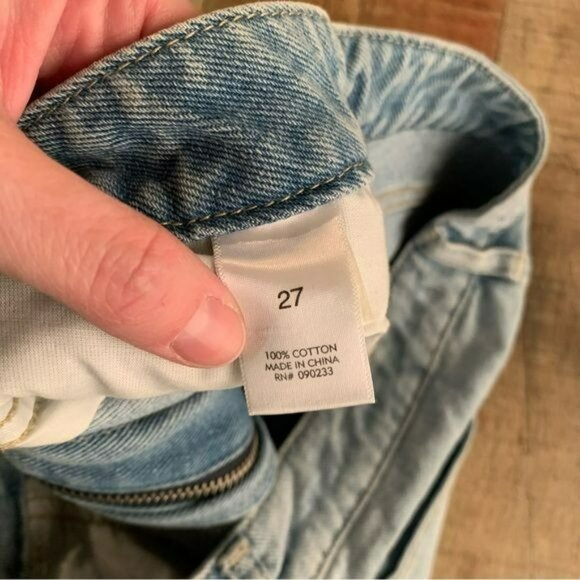 27
100% COTTON
MADE IN CHINA
RN# 090233